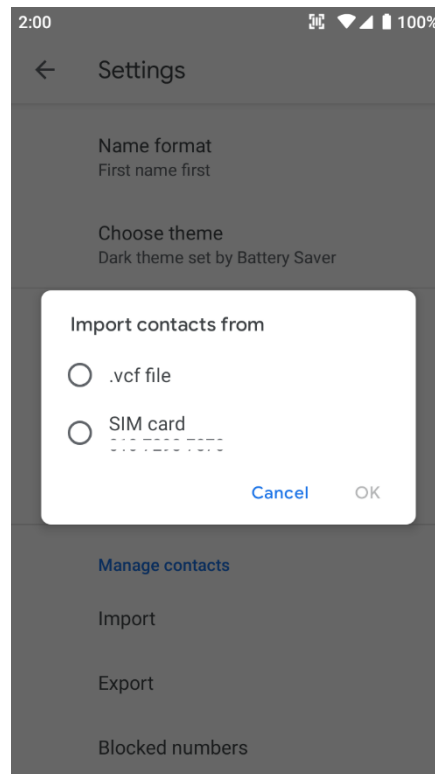 2:00
100%
Settings
Name format
First name first
Choose theme
Dark theme set by Battery Saver
Import contacts from
.vcf file
SIM card
Cancel
OK
Manage contacts
Import
Export
Blocked numbers